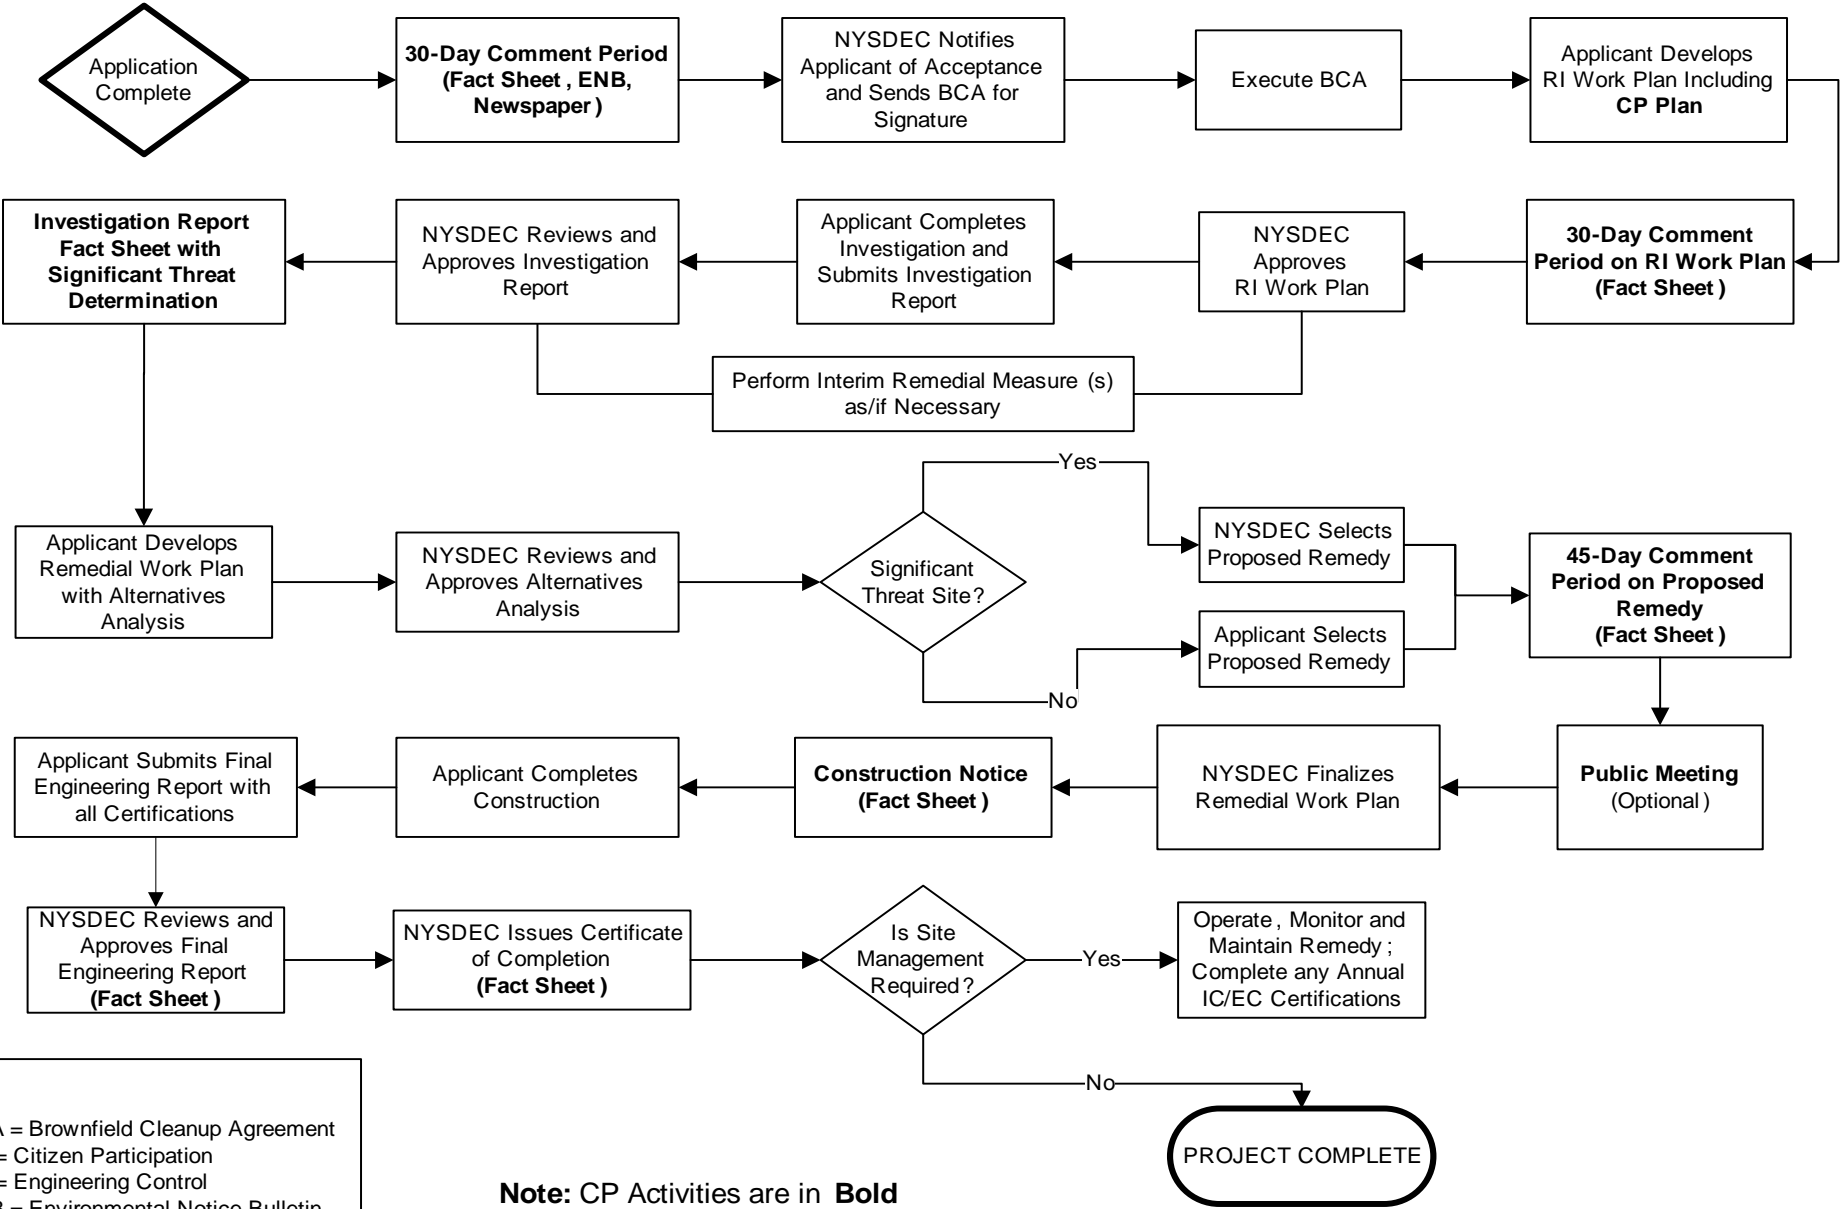 Application
Complete
30-Day Comment Period
(Fact Sheet, ENB,
Newspaper)
NYSDEC Notifies
Applicant of Acceptance
and Sends BCA for
Signature
Execute BCA
Applicant Develops
RI Work Plan Including
CP Plan
30-Day Comment
Period on RI Work Plan
(Fact Sheet)
NYSDEC
Approves
RI Work Plan
Applicant Completes
Investigation and
Submits Investigation
Report
NYSDEC Reviews and
Approves Investigation
Report
Investigation Report
Fact Sheet with
Significant Threat
Determination
Perform Interim Remedial Measure (s)
as/if Necessary
Applicant Develops
Remedial Work Plan
with Alternatives
Analysis
NYSDEC Reviews and
Approves Alternatives
Analysis
Significant
Threat Site?
Yes
No
NYSDEC Selects
Proposed Remedy
Applicant Selects
Proposed Remedy
45-Day Comment
Period on Proposed
Remedy
(Fact Sheet)
Public Meeting
(Optional)
NYSDEC Finalizes
Remedial Work Plan
Construction Notice
(Fact Sheet)
Applicant Completes
Construction
Applicant Submits Final
Engineering Report with
all Certifications
NYSDEC Reviews and
Approves Final
Engineering Report
(Fact Sheet)
NYSDEC Issues Certificate
of Completion
(Fact Sheet)
Is Site
Management
Required?
Yes
Operate, Monitor and
Maintain Remedy;
Complete any Annual
IC/EC Certifications
No
PROJECT COMPLETE
= Brownfield Cleanup Agreement
= Citizen Participation
= Engineering Control
= Environmental Notice Bulletin
Note: CP Activities are in Bold